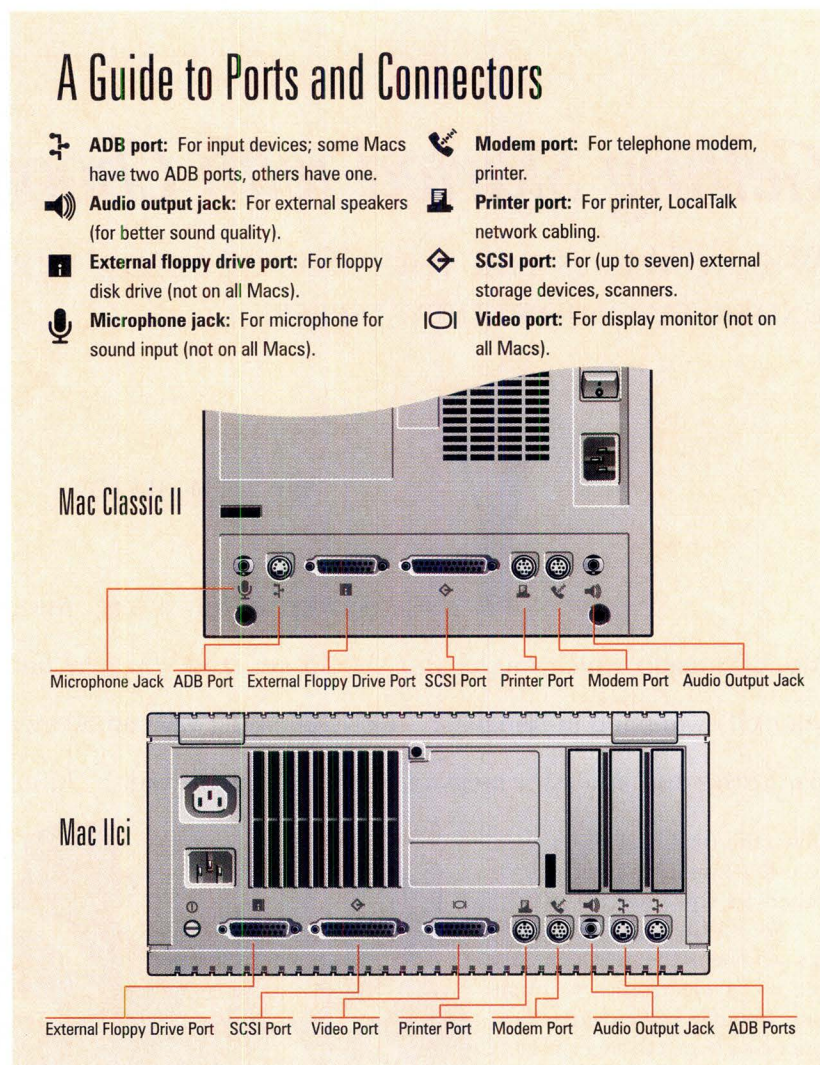 A Guide to Ports and Connectors
ADB port: For input devices; some Macs
have two ADB ports, others have one.
Audio output jack: For external speakers
(for better sound quality).
External floppy drive port: For floppy
disk drive (not on all Macs).
Microphone jack: For microphone for
sound input (not on all Macs).
Modem port: For telephone modem,
printer.
Printer port: For printer, LocalTalk
network cabling.
SCSI port: For (up to seven) external
storage devices, scanners.
Video port: For display monitor (not on
all Macs).
Mac Classic II
Microphone Jack ADB Port External Floppy Drive Port SCSI Port Printer Port Modem Port Audio Output Jack
Mac IIci
External Floppy Drive Port SCSI Port Video Port Printer Port Modem Port Audio Output Jack ADB Ports